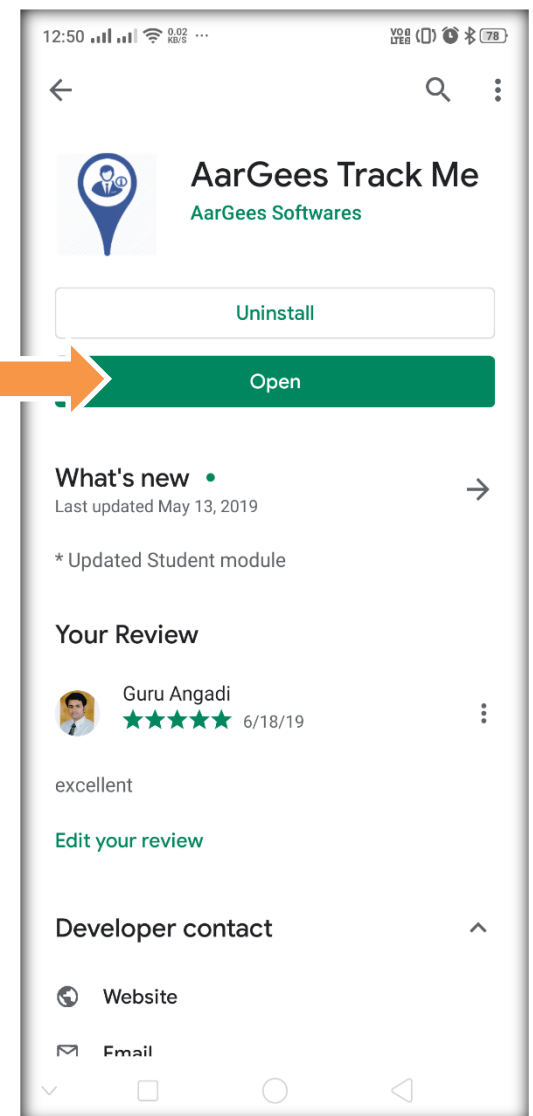 12:50 0.02 KB/S ... VO LTE 78
AarGees Track Me
AarGees Softwares
Uninstall
Open
What's new
Last updated May 13, 2019
* Updated Student module
Your Review
Guru Angadi
6/18/19
excellent
Edit your review
Developer contact
Website
Email